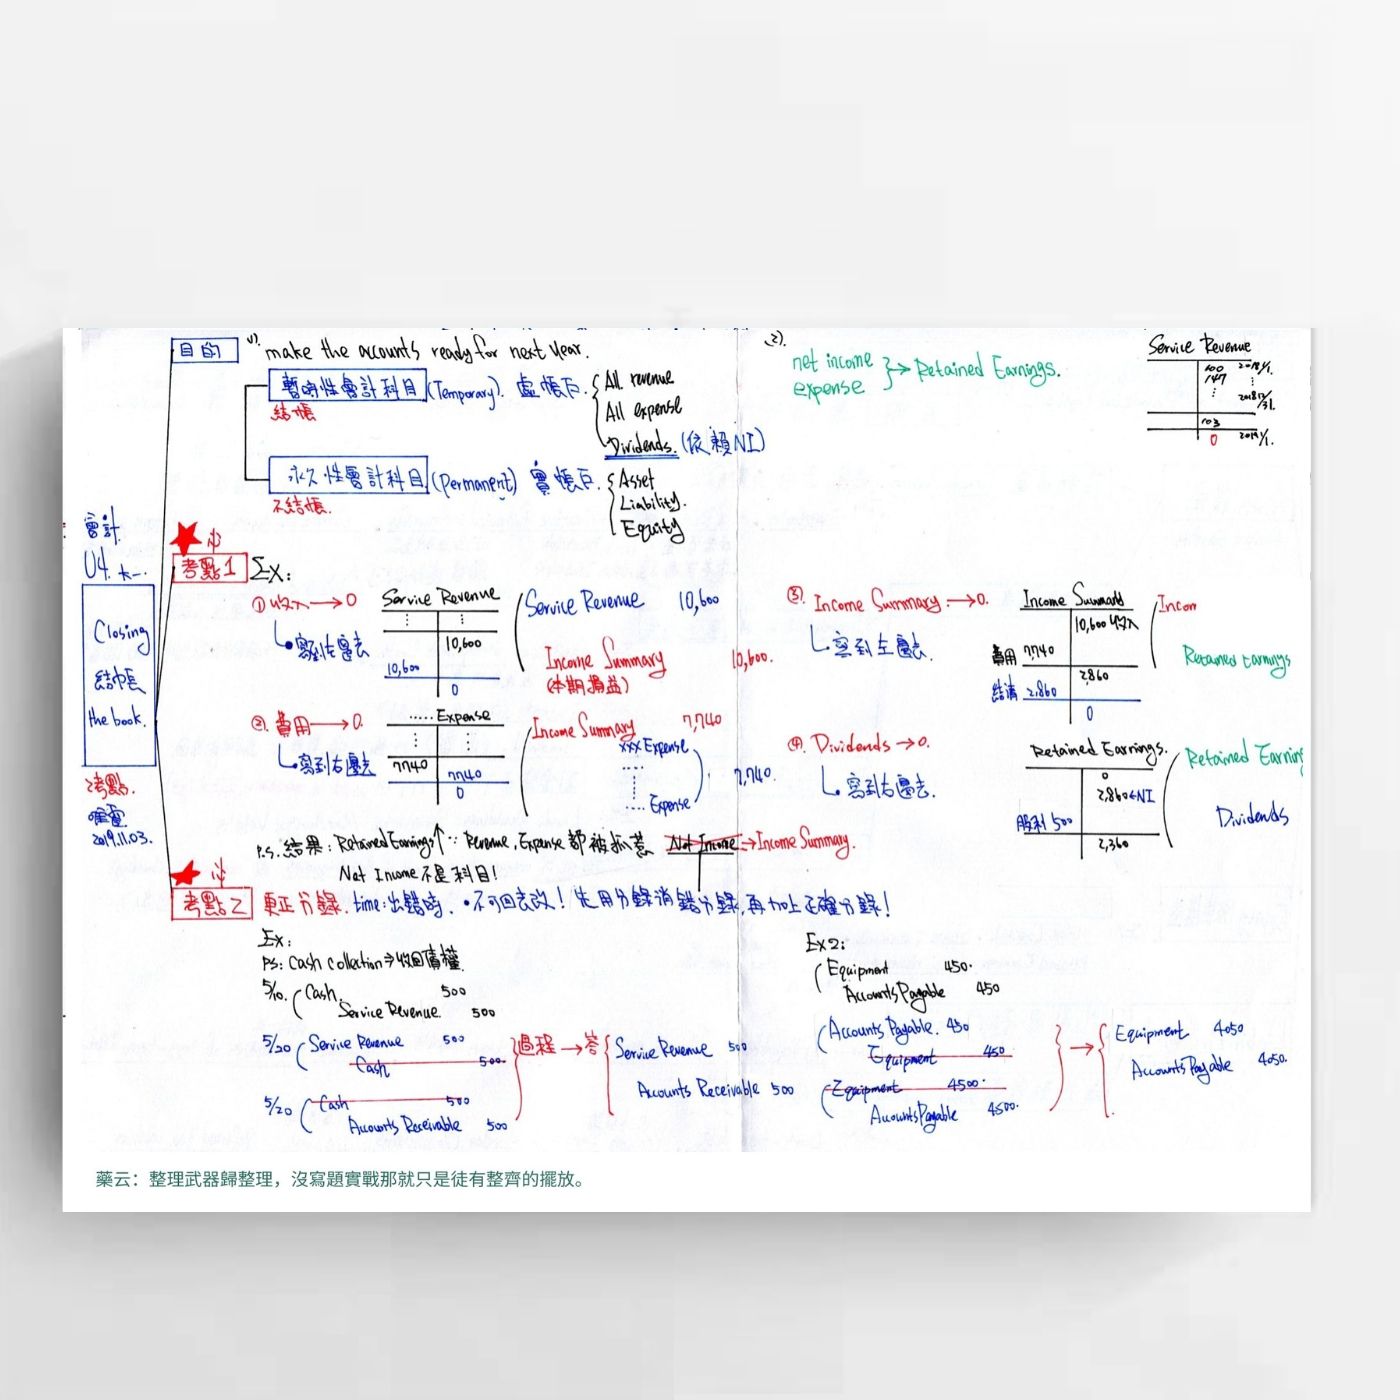 會計
U4. 大一.
Closing
結帳
the book.
2考點.
2019.11.03.
目的
1). make the accounts ready for next year.
暫時性會計科目 (Temporary). 虛帳戶.
結帳
All revenue
All expense
Dividends. (依賴NI)
永久性會計科目 (Permanent) 實帳戶.
不結帳.
Asset
Liability.
Equity
2).
net income
expense
→ Retained Earnings.
Service Revenue
100 2018 1/1.
147
2018 12/31.
103
0 2019 1/1.
必
考點1
Ex:
① 收入 → 0
寫到左邊去
Service Revenue
10,600
10,600
0
Service Revenue 10,600
Income Summary 10,600.
(本期損益)
② 費用 → 0.
寫到右邊去
...... Expense
7740
7740
0
Income Summary 7,740
xxx Expense
Expense
7,740.
③. Income Summary. → 0.
寫到左邊去.
Income Summary
10,600 收入
費用 7,740
2,860
結清 2,860
0
Incom
Retained Earnings
④. Dividends → 0.
寫到右邊去.
Retained Earnings.
0
2,860 ← NI
股利 500
2,360
Retained Earning
Dividends
P.S. 結果: Retained Earnings↑ ∵ Revenue, Expense 都被抓蒼 Net Income → Income Summary.
Net Income 不是科目!
必
考點2
更正分錄. time: 出錯時. • 不可回去改! 先用分錄消錯分錄, 再加上正確分錄!
Ex:
PS: Cash collection ⇒ 收回債權.
5/10. Cash. 500
Service Revenue. 500
5/20 Service Revenue 500
Cash 500
5/20 Cash 500
Accounts Receivable 500
過程 → 答
Service Revenue 500
Accounts Receivable 500
Ex 2:
Equipment 450.
Accounts Payable 450
Accounts Payable. 450
Equipment 450
Equipment 4500.
Accounts Payable 4500.
→
Equipment 4050
Accounts Payable 4050.
藥云：整理武器歸整理，沒寫題實戰那就只是徒有整齊的擺放。